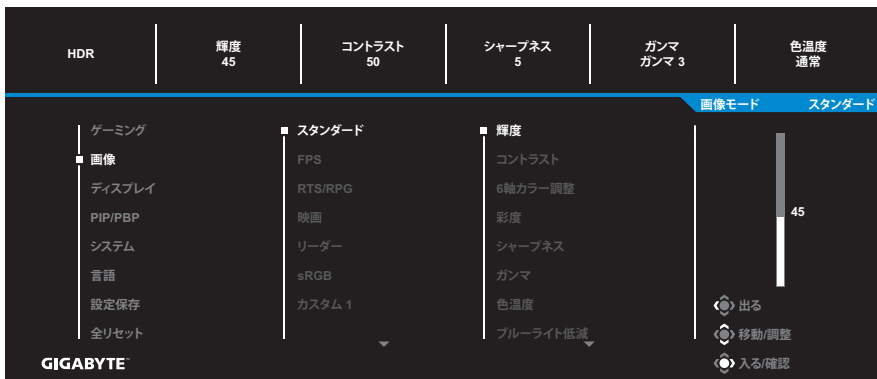 HDR
輝度
45
コントラスト
50
シャープネス
5
ガンマ
ガンマ 3
色温度
通常
画像モード スタンダード
ゲーミング
画像
ディスプレイ
PIP/PBP
システム
言語
設定保存
全リセット
スタンダード
FPS
RTS/RPG
映画
リーダー
sRGB
カスタム 1
輝度
コントラスト
6軸カラー調整
彩度
シャープネス
ガンマ
色温度
ブルーライト低減
45
出る
移動/調整
入る/確認
GIGABYTE™